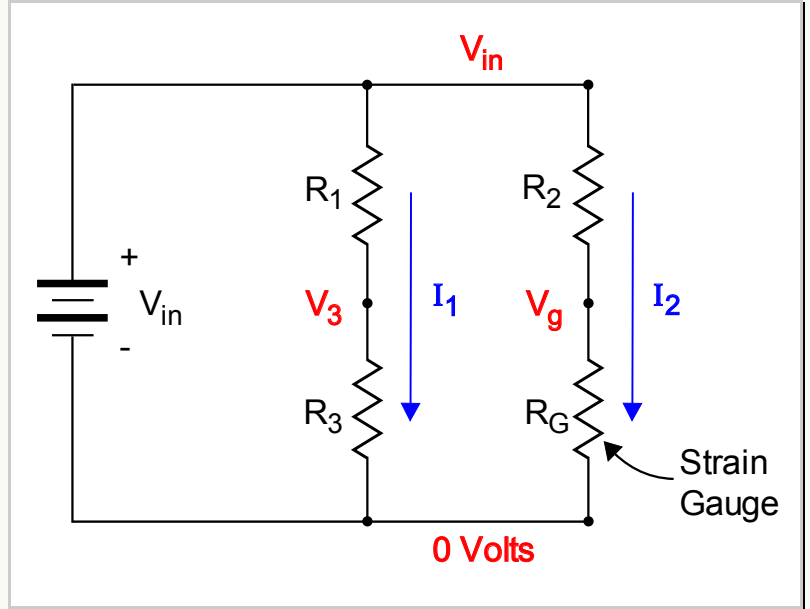 Vin
R1
R2
+
Vin
-
V3
I1
Vg
I2
R3
RG
Strain
Gauge
0 Volts